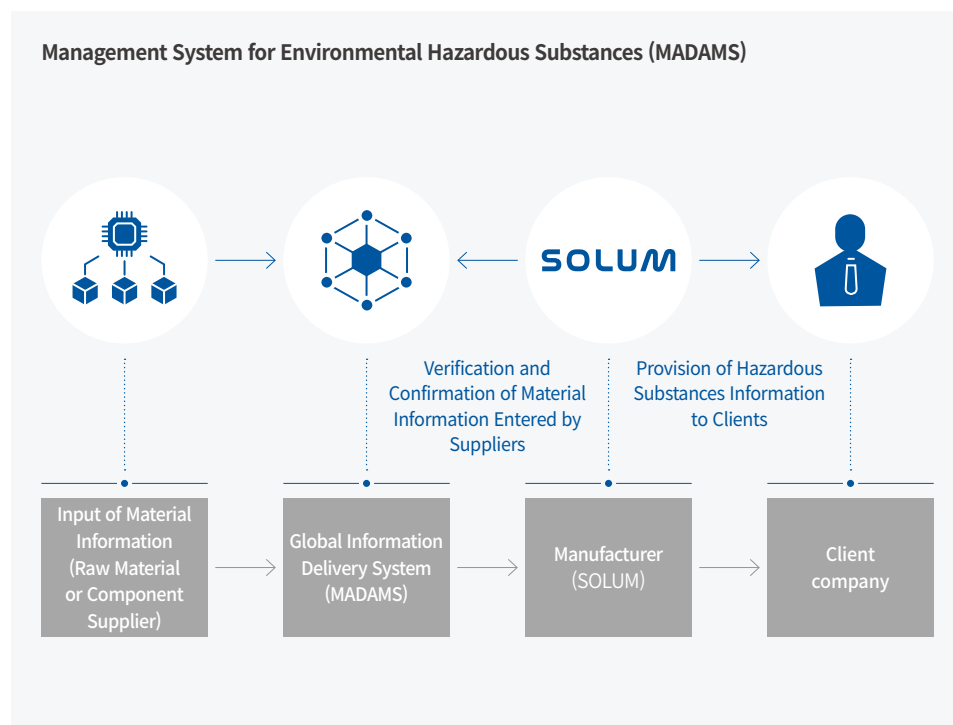 Management System for Environmental Hazardous Substances (MADAMS)
SOLUM
Verification and
Confirmation of Material
Information Entered by
Suppliers
Provision of Hazardous
Substances Information
to Clients
Input of Material
Information
(Raw Material
or Component
Supplier)
Global Information
Delivery System
(MADAMS)
Manufacturer
(SOLUM)
Client
company